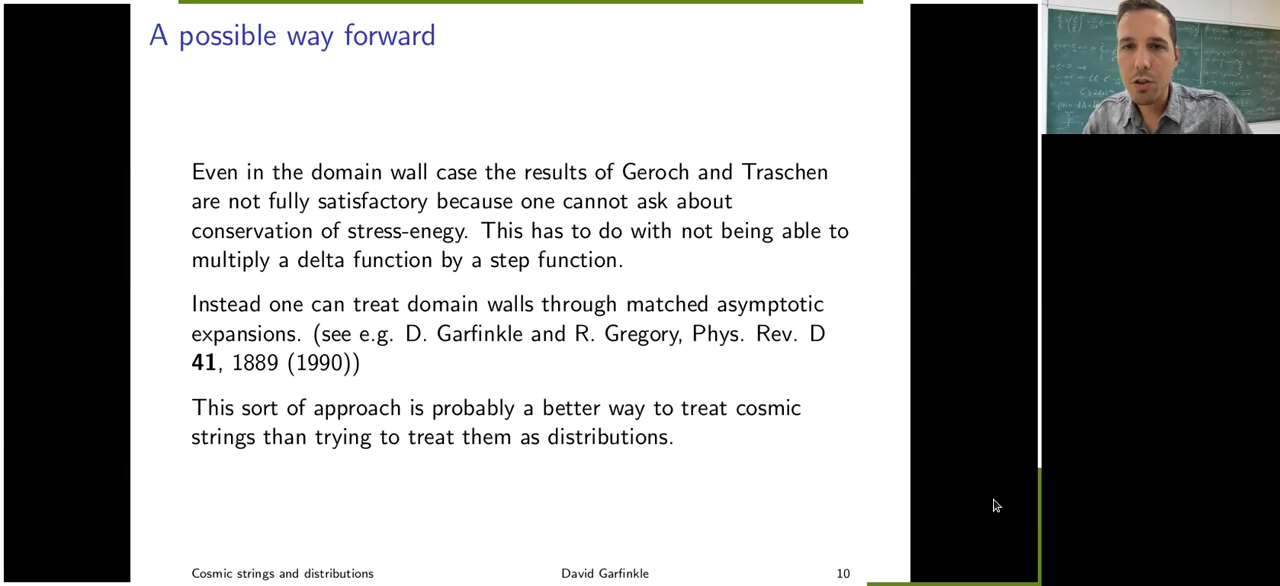 A possible way forward
Even in the domain wall case the results of Geroch and Traschen
are not fully satisfactory because one cannot ask about
conservation of stress-enegy. This has to do with not being able to
multiply a delta function by a step function.
Instead one can treat domain walls through matched asymptotic
expansions. (see e.g. D. Garfinkle and R. Gregory, Phys. Rev. D
41, 1889 (1990))
This sort of approach is probably a better way to treat cosmic
strings than trying to treat them as distributions.
Cosmic strings and distributions
David Garfinkle
10